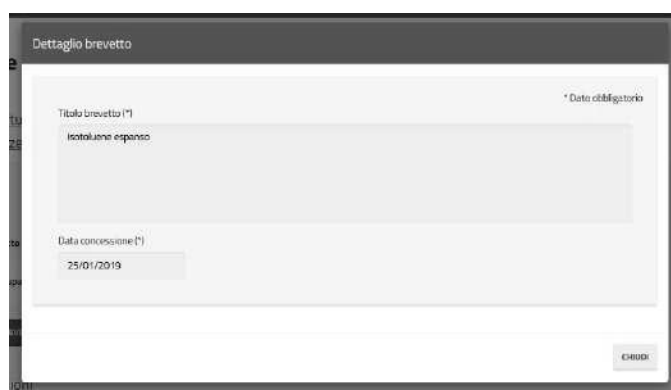 Dettaglio brevetto
* Dato obbligatorio
Titolo brevetto (*)
Isotoluene espanso
Data concessione (*)
25/01/2019
CHIUDI